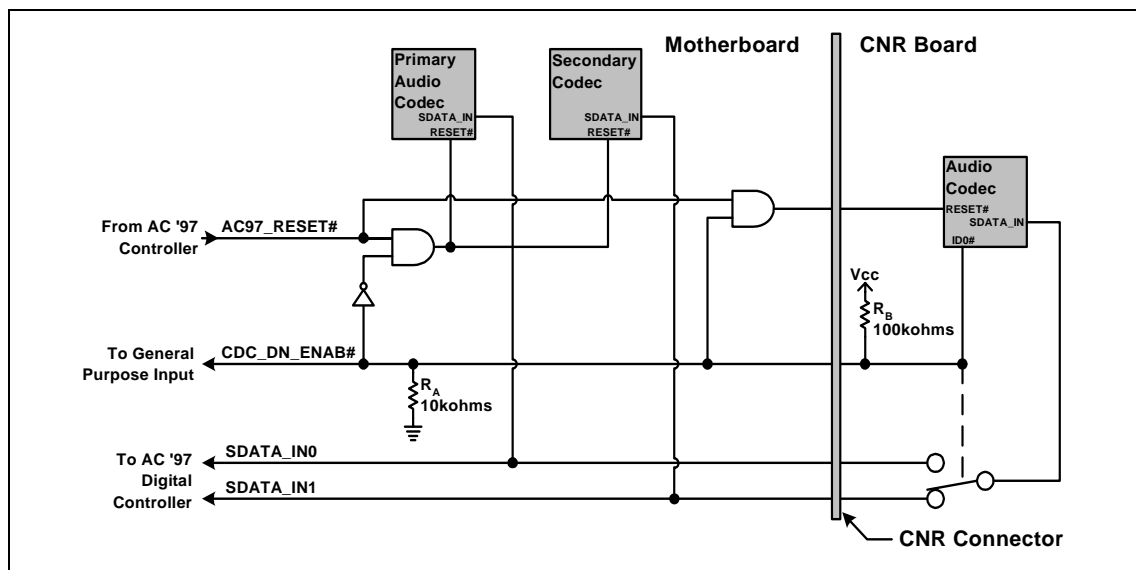 Motherboard
CNR Board
Primary
Audio
Codec
SDATA_IN
RESET#
Secondary
Codec
SDATA_IN
RESET#
Audio
Codec
RESET#
SDATA_IN
ID0#
From AC '97
Controller
AC97_RESET#
Vcc
RB
100kohms
To General
Purpose Input
CDC_DN_ENAB#
RA
10kohms
To AC '97
Digital
Controller
SDATA_IN0
SDATA_IN1
CNR Connector